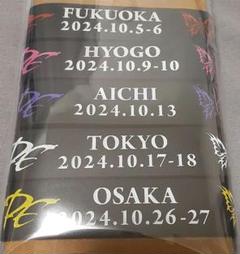 FUKUOKA
2024.10.5-6
HYOGO
2024.10.9-10
AICHI
2024.10.13
TOKYO
2024.10.17-18
OSAKA
2024.10.26-27